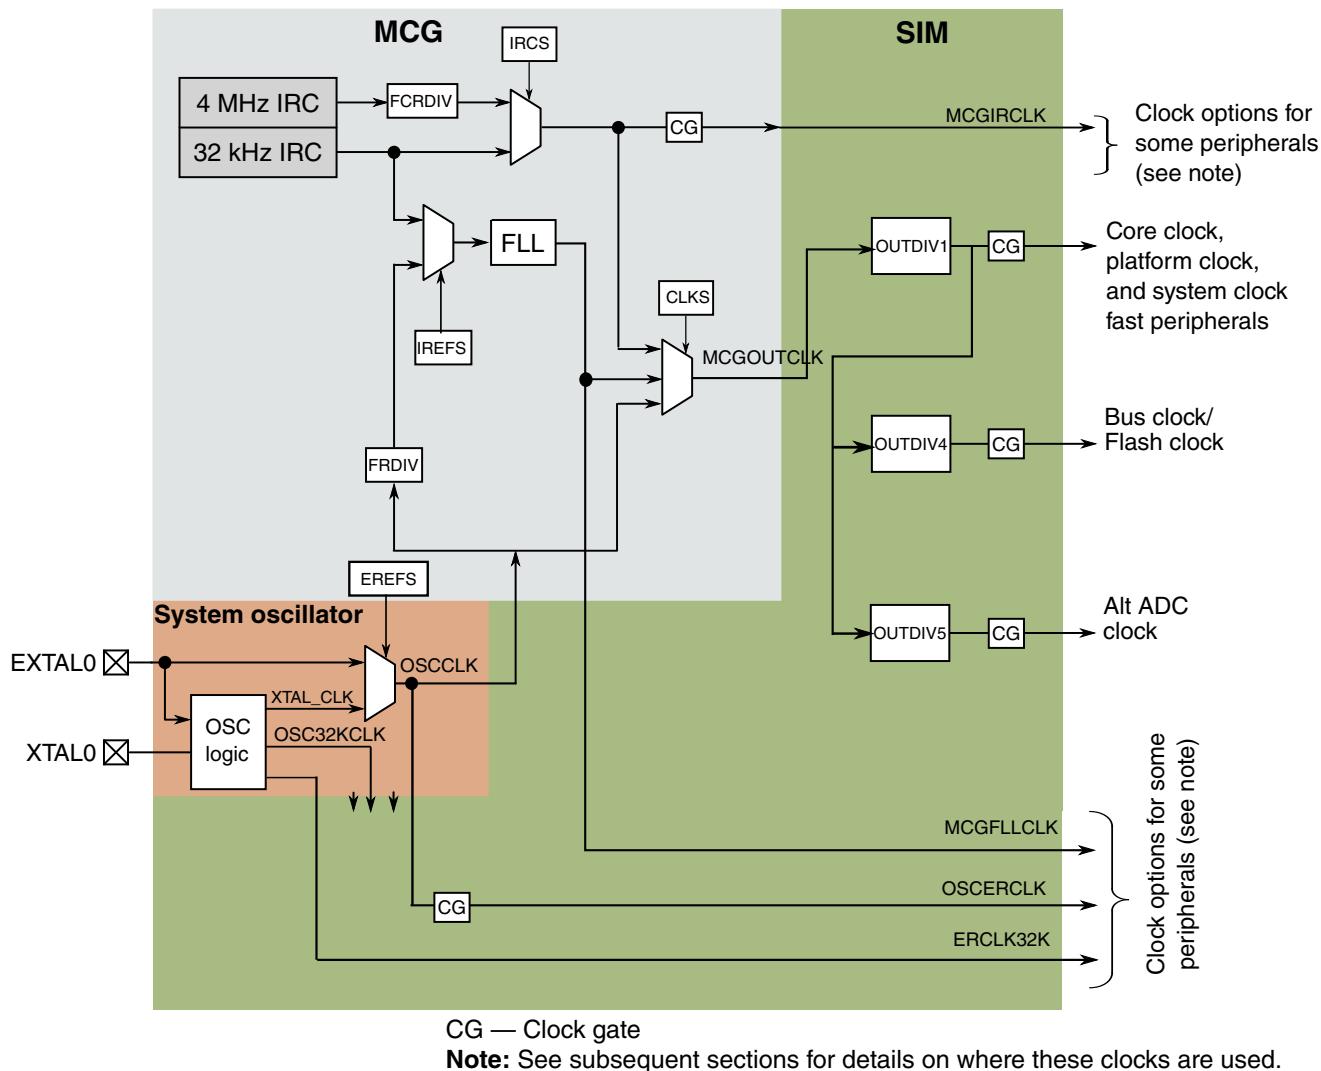 MCG
SIM
IRCS
4 MHz IRC
FCRDIV
32 kHz IRC
CG
MCGIRCLK
Clock options for
some peripherals
(see note)
FLL
IREFS
CLKS
MCGOUTCLK
OUTDIV1
CG
Core clock,
platform clock,
and system clock
fast peripherals
FRDIV
OUTDIV4
CG
Bus clock/
Flash clock
EREFS
System oscillator
OUTDIV5
CG
Alt ADC
clock
EXTAL0
OSCCLK
XTAL_CLK
OSC
logic
OSC32KCLK
XTAL0
MCGFLLCLK
OSCERCLK
CG
ERCLK32K
Clock options for some
peripherals (see note)
CG — Clock gate
Note: See subsequent sections for details on where these clocks are used.